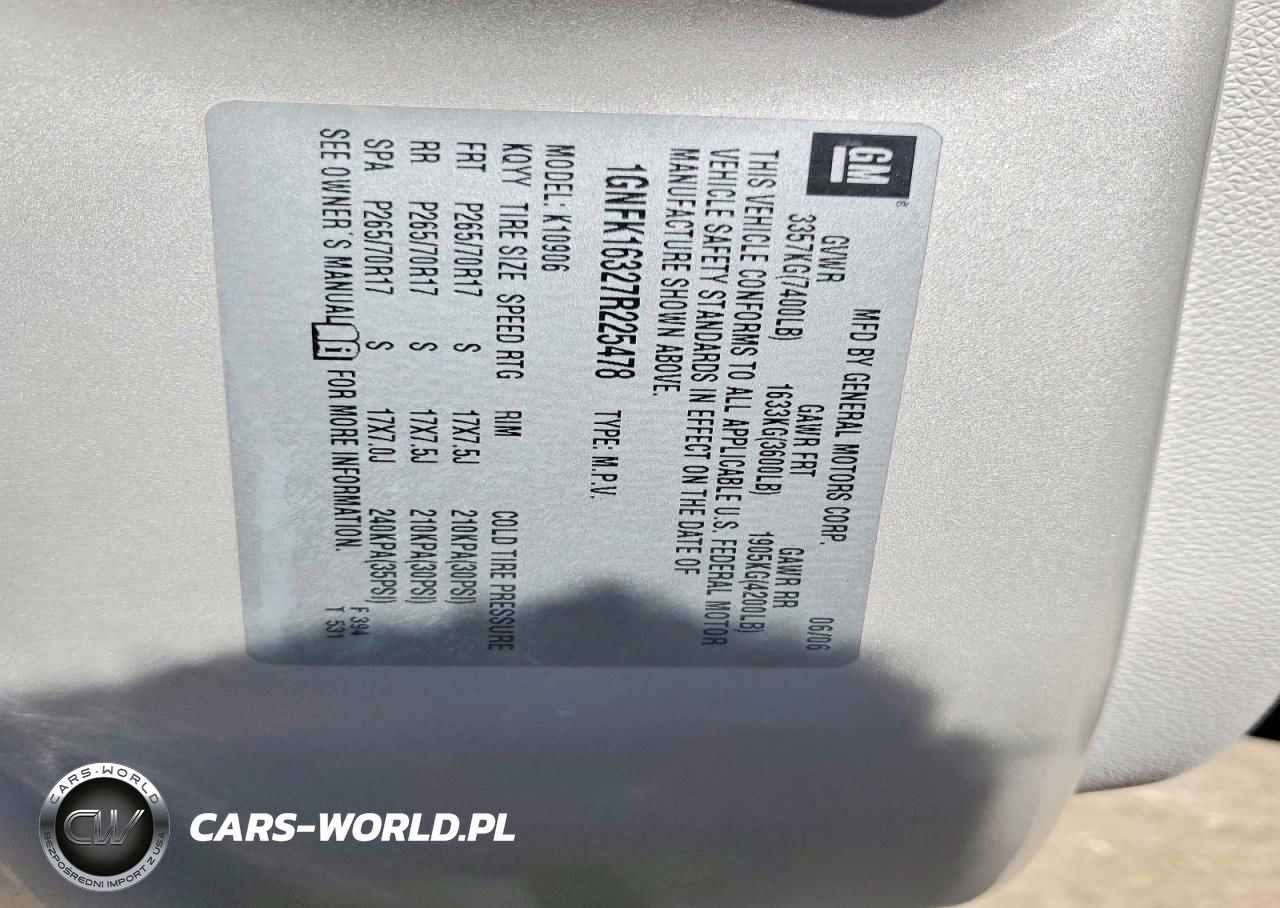 GM®
MFD BY GENERAL MOTORS CORP. 06/06
GVWR GAWR FRT GAWR RR
3357KG(7400LB) 1633KG(3600LB) 1905KG(4200LB)
THIS VEHICLE CONFORMS TO ALL APPLICABLE U.S. FEDERAL MOTOR
VEHICLE SAFETY STANDARDS IN EFFECT ON THE DATE OF
MANUFACTURE SHOWN ABOVE.
1GNFK16327R225478 TYPE: M.P.V.
MODEL: K10906
KQYY TIRE SIZE SPEED RTG RIM COLD TIRE PRESSURE
FRT P265/70R17 S 17X7.5J 210KPA(30PSI)
RR P265/70R17 S 17X7.5J 210KPA(30PSI)
SPA P265/70R17 S 17X7.0J 240KPA(35PSI)
SEE OWNER'S MANUAL FOR MORE INFORMATION.
F 394
T 531
CARS-WORLD
CW
BEZPOŚREDNI IMPORT Z USA
CARS-WORLD.PL